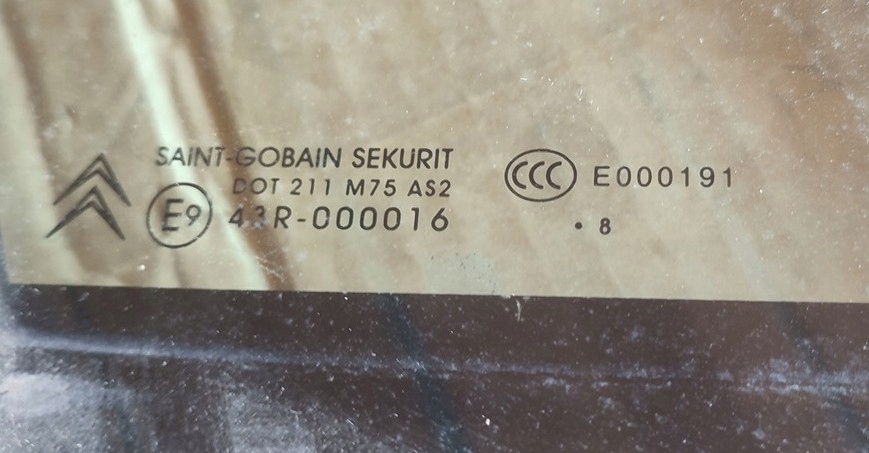 SAINT-GOBAIN SEKURIT
DOT 211 M75 AS2
E9 43R-000016
CCC E000191
· 8